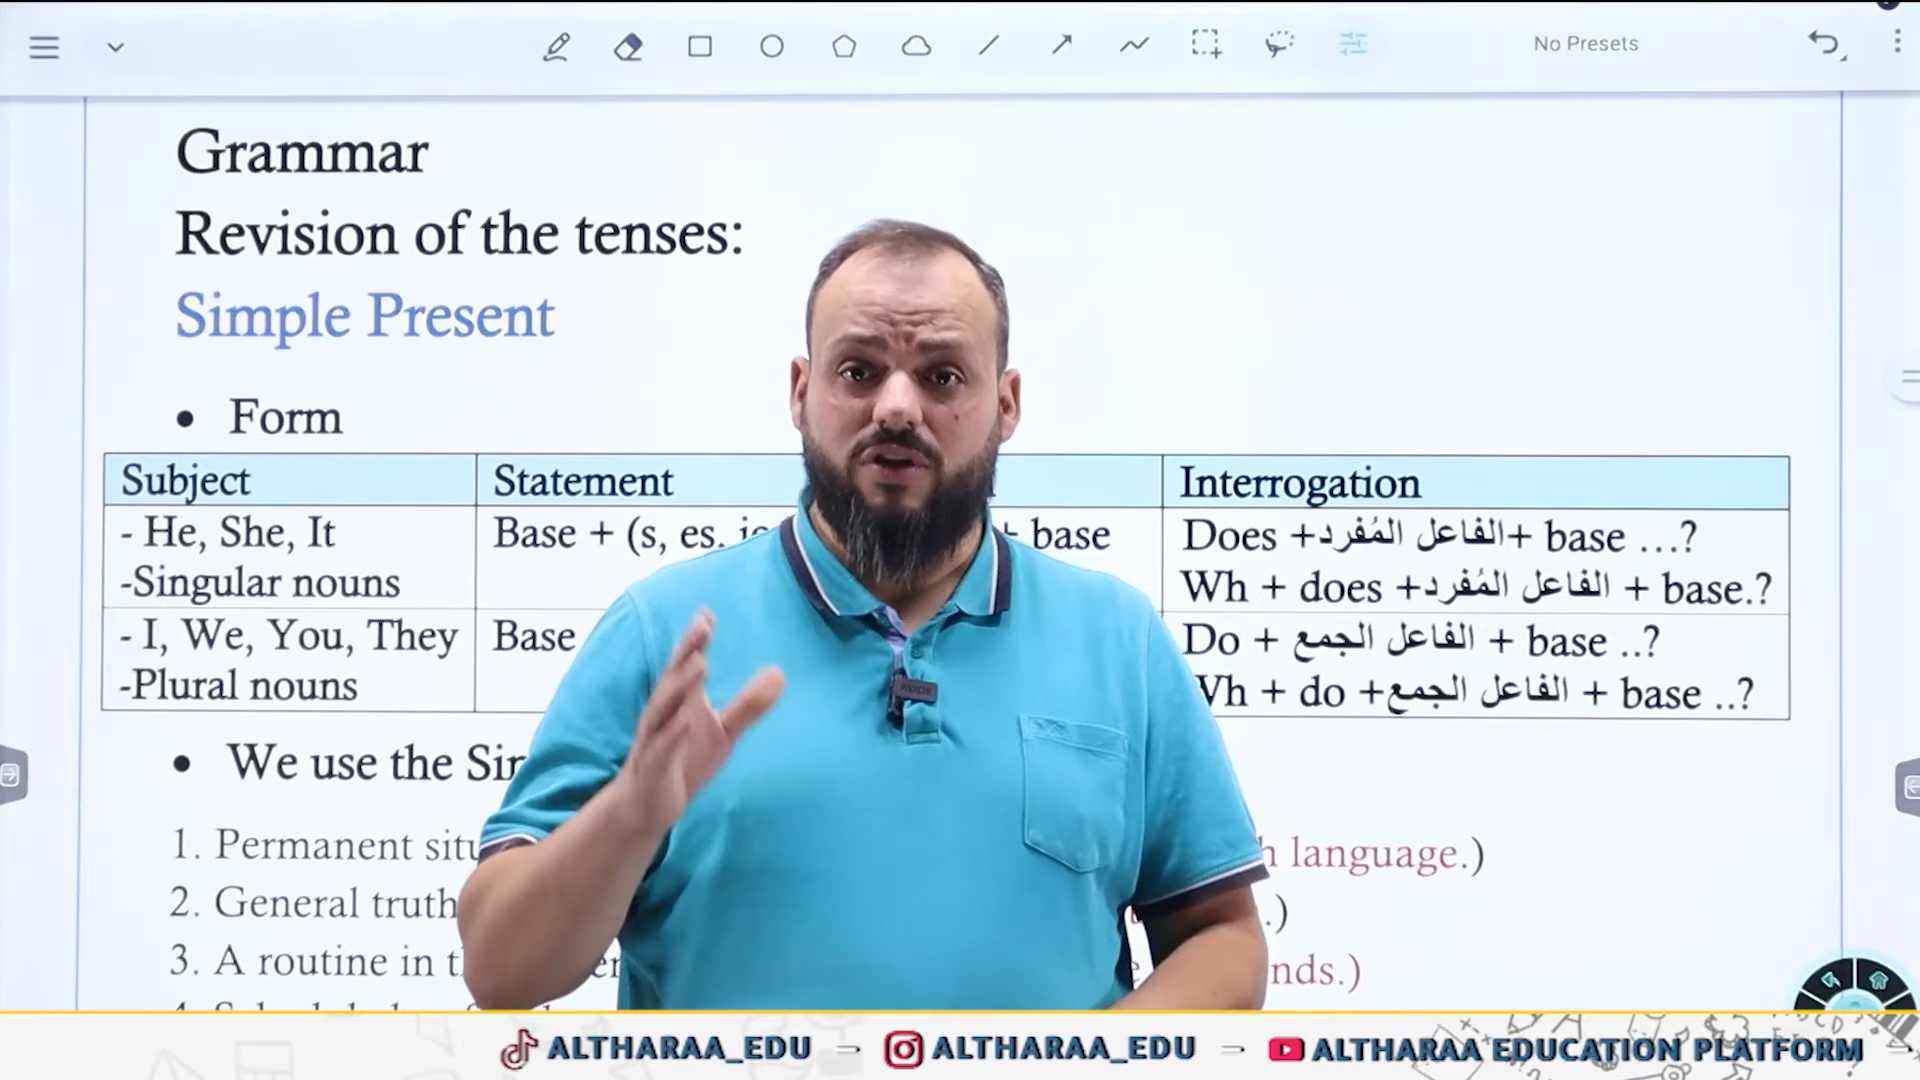 No Presets
Grammar
Revision of the tenses:
Simple Present
• Form
Subject Statement Interrogation
- He, She, It Base + (s, es. + base Does +الفاعل المُفرد+ base ...?
-Singular nouns Wh + does +الفاعل المُفرد + base.?
- I, We, You, They Base Do + الفاعل الجمع + base ..?
-Plural nouns Wh + do +الفاعل الجمع + base ..?
• We use the
1. Permanent language.)
2. General truth .)
3. A routine in
RODE
ALTHARAA_EDU – ALTHARAA_EDU – ALTHARAA EDUCATION PLATFORM